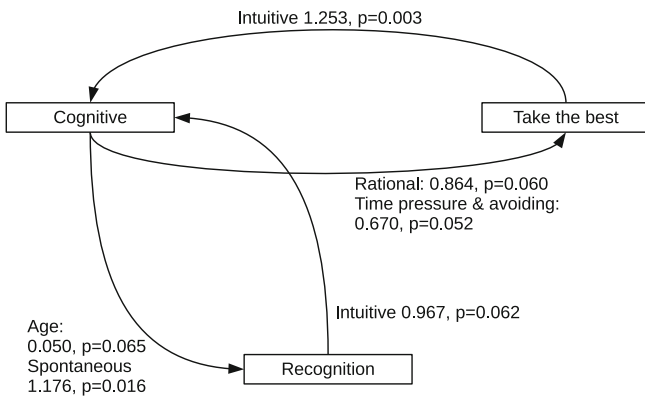 Intuitive 1.253, p=0.003
Cognitive
Take the best
Rational: 0.864, p=0.060
Time pressure & avoiding:
0.670, p=0.052
Intuitive 0.967, p=0.062
Age:
0.050, p=0.065
Spontaneous
1.176, p=0.016
Recognition